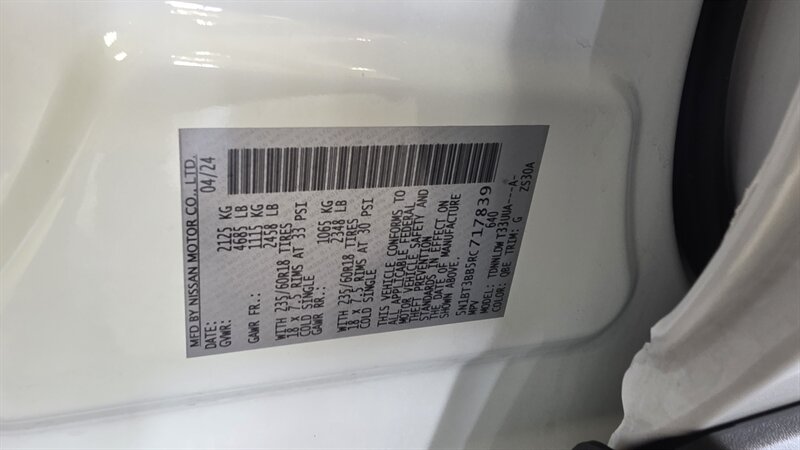 MFD BY NISSAN MOTOR CO., LTD.
DATE: 04/24
GVWR: 2125 KG
4685 LB
GAWR FR.: 1115 KG
2458 LB
WITH 235/60R18 TIRES
18 X 7.5 RIMS AT 33 PSI
COLD SINGLE
GAWR RR.: 1065 KG
2348 LB
WITH 235/60R18 TIRES
18 X 7.5 RIMS AT 30 PSI
COLD SINGLE
THIS VEHICLE CONFORMS TO
ALL APPLICABLE FEDERAL
MOTOR VEHICLE SAFETY AND
THEFT PREVENTION
STANDARDS IN EFFECT ON
THE DATE OF MANUFACTURE
SHOWN ABOVE.
5N1BT3BB5RC717839
MPV 640
MODEL: TDNNLDW T33UUA---A-
COLOR: QBE TRIM: G ZS30A